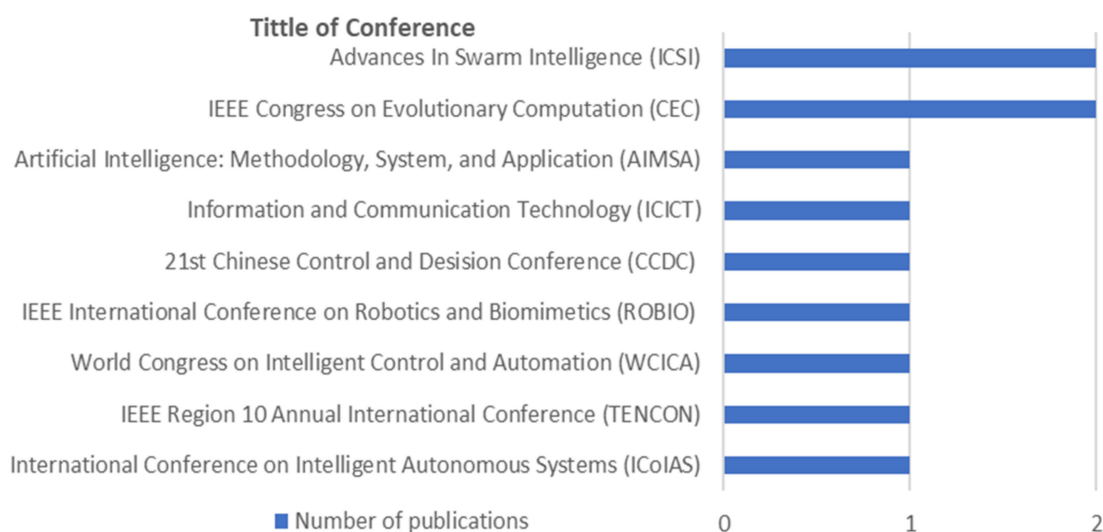 Tittle of Conference
Advances In Swarm Intelligence (ICSI)
IEEE Congress on Evolutionary Computation (CEC)
Artificial Intelligence: Methodology, System, and Application (AIMSA)
Information and Communication Technology (ICICT)
21st Chinese Control and Desision Conference (CCDC)
IEEE International Conference on Robotics and Biomimetics (ROBIO)
World Congress on Intelligent Control and Automation (WCICA)
IEEE Region 10 Annual International Conference (TENCON)
International Conference on Intelligent Autonomous Systems (ICoIAS)
Number of publications
0 1 2